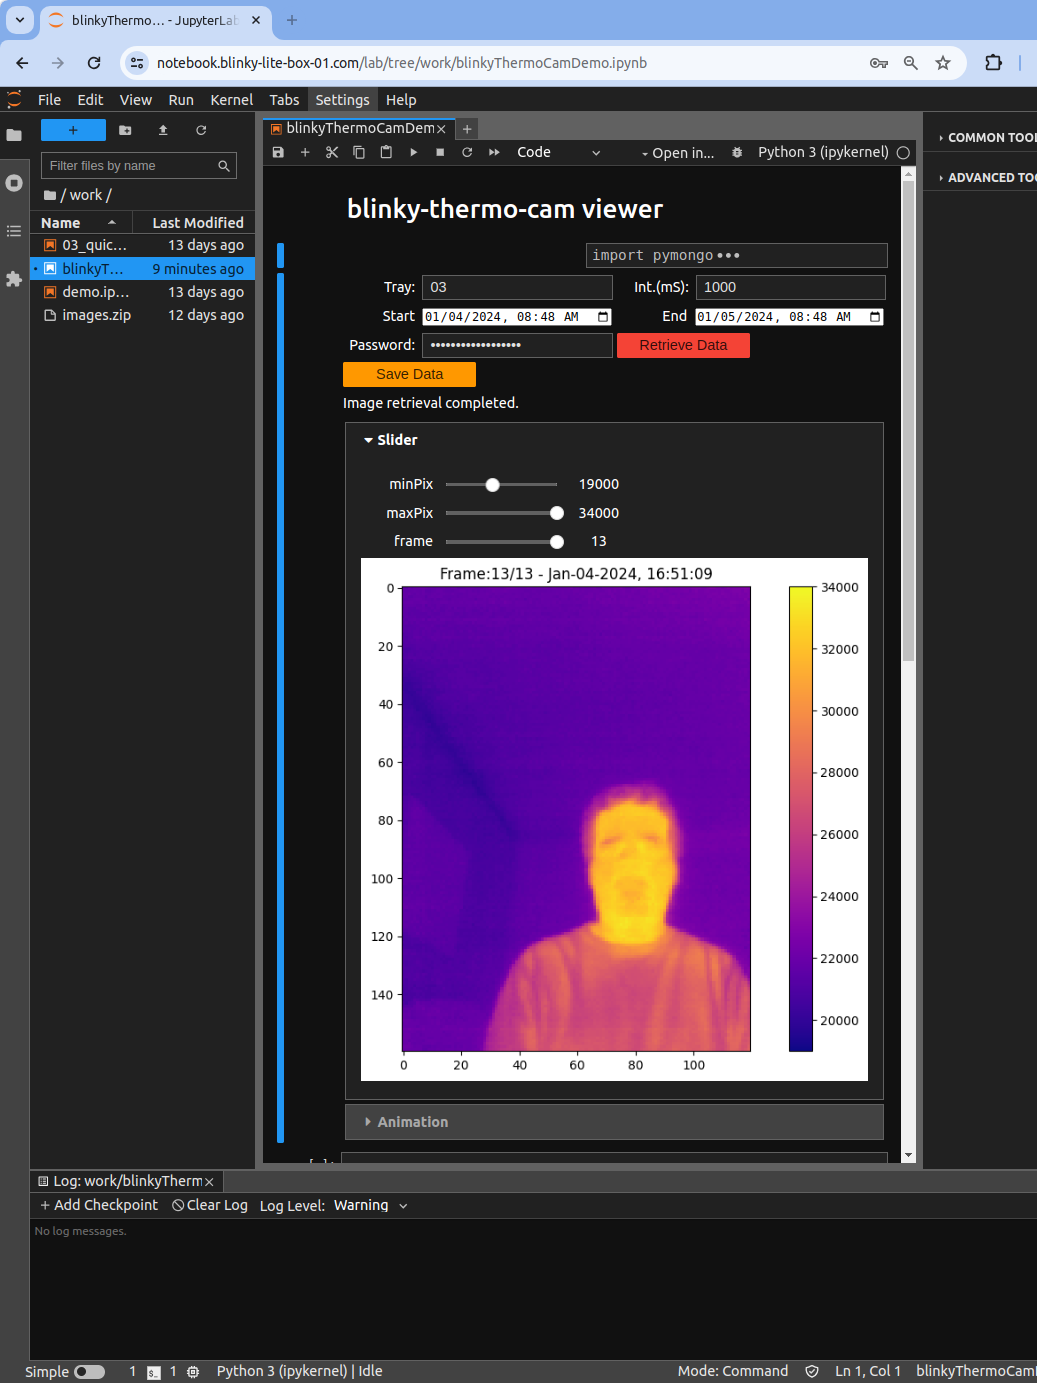 blinkyThermo... - JupyterLab
notebook.blinky-lite-box-01.com/lab/tree/work/blinkyThermoCamDemo.ipynb
File Edit View Run Kernel Tabs Settings Help
+
blinkyThermoCamDem
+
COMMON TOOL
Filter files by name
Code
Open in...
Python 3 (ipykernel)
ADVANCED TOO
/ work /
Name Last Modified
03_quic... 13 days ago
blinkyT... 9 minutes ago
demo.ip... 13 days ago
images.zip 12 days ago
blinky-thermo-cam viewer
import pymongo•••
Tray: 03 Int.(mS): 1000
Start 01/04/2024, 08:48 AM End 01/05/2024, 08:48 AM
Password: •••••••••••••••••• Retrieve Data
Save Data
Image retrieval completed.
Slider
minPix 19000
maxPix 34000
frame 13
Frame:13/13 - Jan-04-2024, 16:51:09
0
20
40
60
80
100
120
140
0 20 40 60 80 100
34000
32000
30000
28000
26000
24000
22000
20000
Animation
[ ]:
Log: work/blinkyTherm
+ Add Checkpoint Clear Log Log Level: Warning
No log messages.
Simple 1 $_ 1 Python 3 (ipykernel) | Idle Mode: Command Ln 1, Col 1 blinkyThermoCam